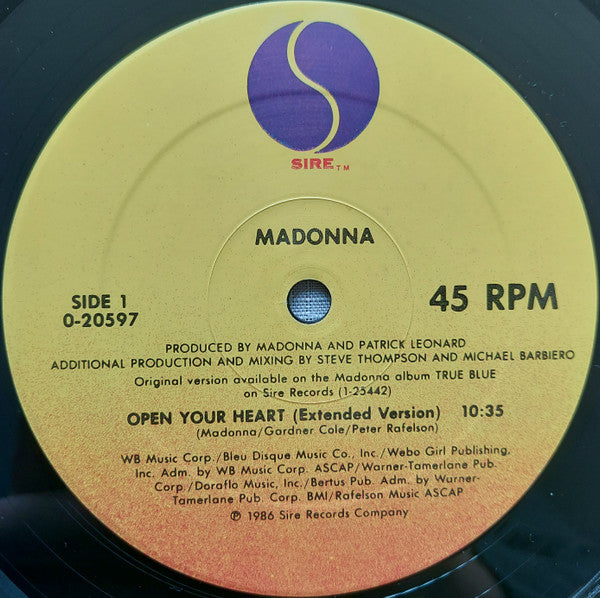 SIRE™
MADONNA
SIDE 1
0-20597
45 RPM
PRODUCED BY MADONNA AND PATRICK LEONARD
ADDITIONAL PRODUCTION AND MIXING BY STEVE THOMPSON AND MICHAEL BARBIERO
Original version available on the Madonna album TRUE BLUE
on Sire Records (1-25442)
OPEN YOUR HEART (Extended Version) 10:35
(Madonna/Gardner Cole/Peter Rafelson)
WB Music Corp./Bleu Disque Music Co., Inc./Webo Girl Publishing,
Inc. Adm. by WB Music Corp. ASCAP/Warner-Tamerlane Pub.
Corp./Doraflo Music, Inc./Bertus Pub. Adm. by Warner-
Tamerlane Pub. Corp. BMI/Rafelson Music ASCAP
℗ 1986 Sire Records Company